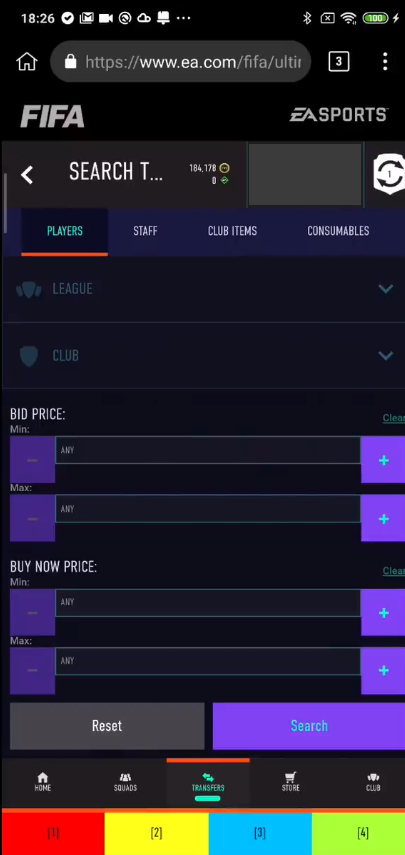 18:26
100
https://www.ea.com/fifa/ultir
3
FIFA
EA SPORTS
SEARCH T...
184,178
0
1
PLAYERS STAFF CLUB ITEMS CONSUMABLES
LEAGUE
CLUB
BID PRICE:
Clear
Min:
− ANY +
Max:
− ANY +
BUY NOW PRICE:
Clear
Min:
− ANY +
Max:
− ANY +
Reset Search
HOME SQUADS TRANSFERS STORE CLUB
[1] [2] [3] [4]